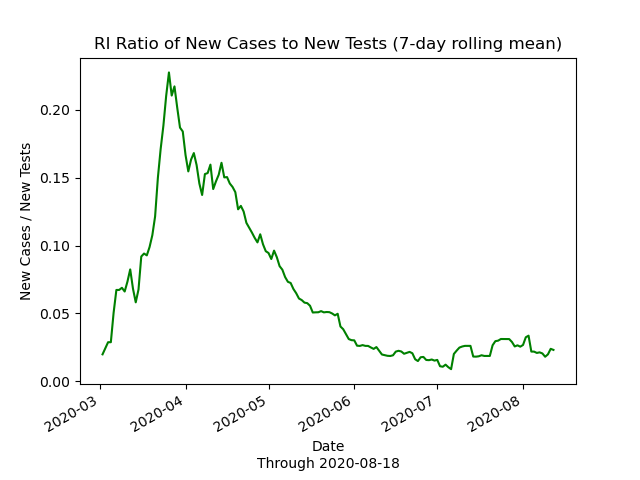 RI Ratio of New Cases to New Tests (7-day rolling mean)
New Cases / New Tests
0.20
0.15
0.10
0.05
0.00
2020-03
2020-04
2020-05
2020-06
2020-07
2020-08
Date
Through 2020-08-18